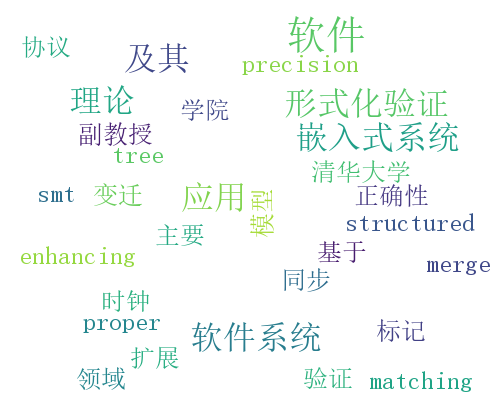 软件
协议
及其
precision
理论
学院
形式化验证
副教授
嵌入式系统
tree
清华大学
smt
变迁
应用
模型
正确性
structured
主要
基于
enhancing
merge
同步
时钟
proper
软件系统
标记
扩展
领域
验证
matching